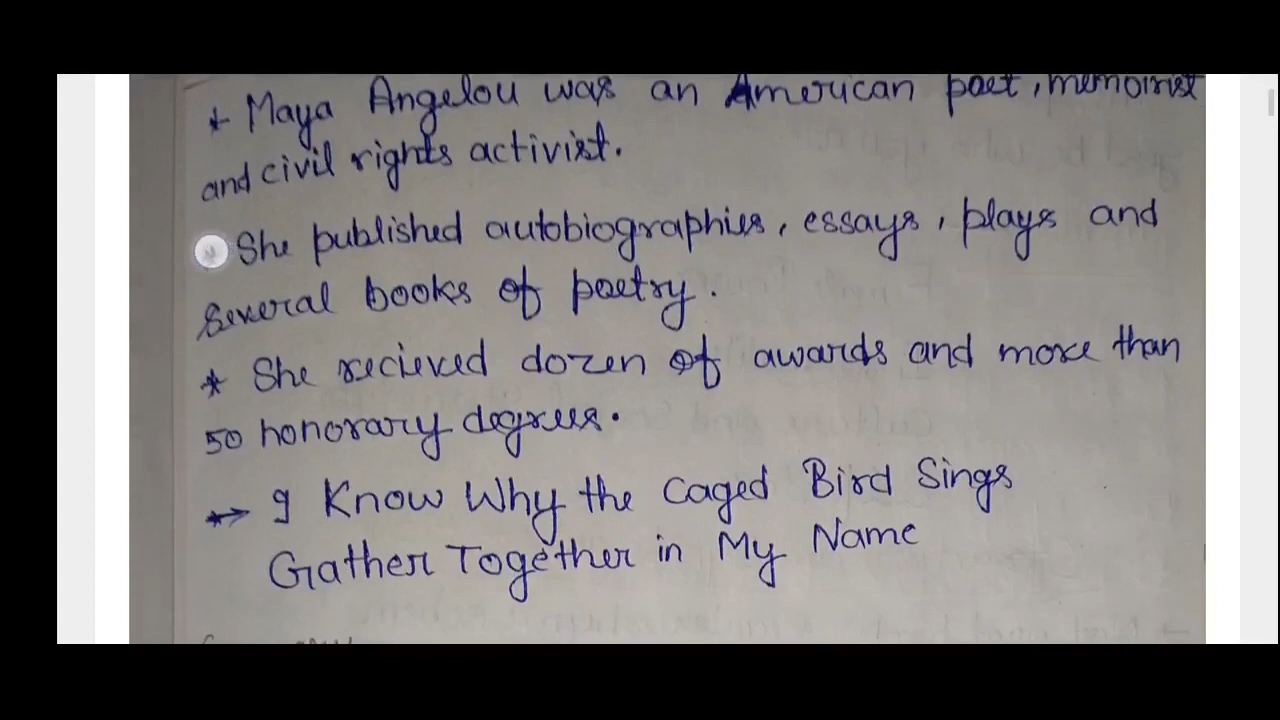 * Maya Angelou was an American poet, memoirist
and civil rights activist.
She published autobiographies, essays, plays and
several books of poetry.
* She recieved dozen of awards and more than
50 honorary degrees.
*→ I Know Why the Caged Bird Sings
Gather Together in My Name